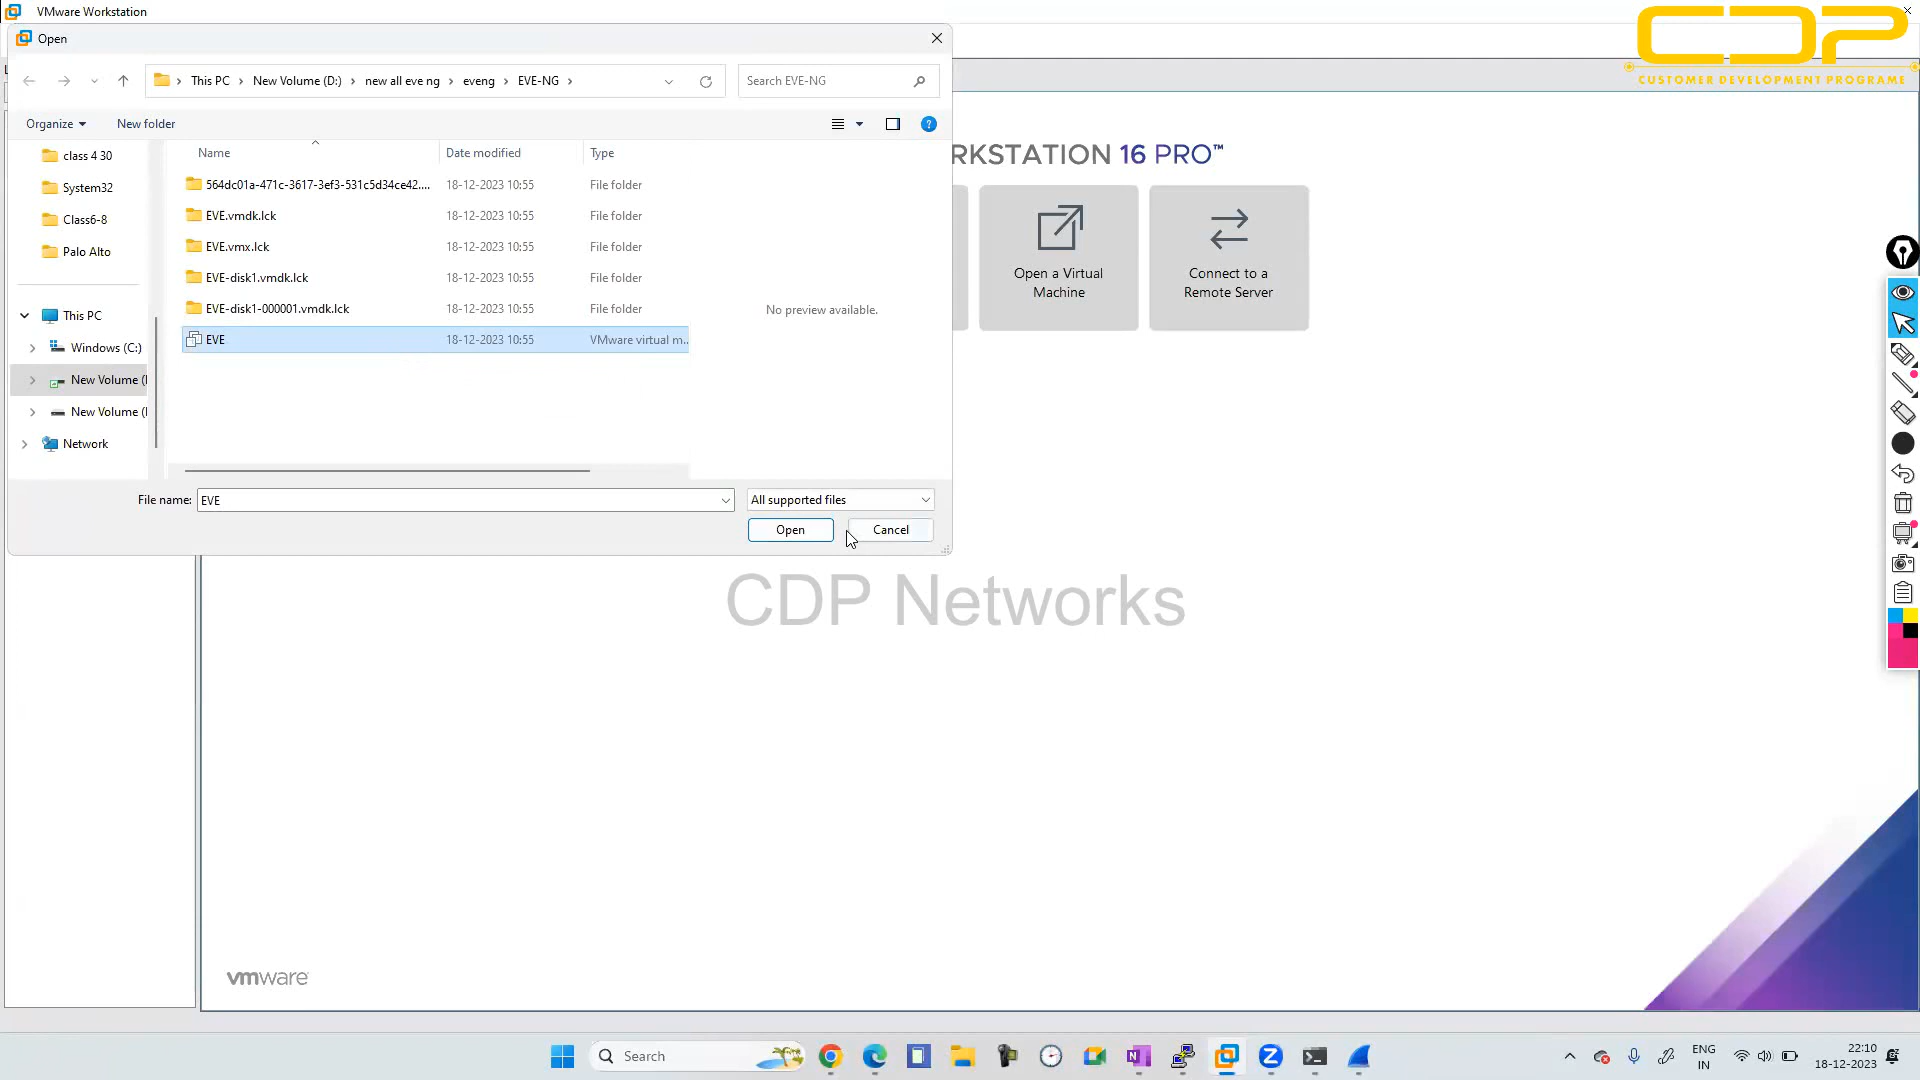 VMware Workstation
CDP
CUSTOMER DEVELOPMENT PROGRAME
Open
This PC > New Volume (D:) > new all eve ng > eveng > EVE-NG >
Search EVE-NG
Organize
New folder
Name
Date modified
Type
class 4 30
System32
Class6-8
Palo Alto
This PC
Windows (C:)
New Volume (
New Volume (
Network
564dc01a-471c-3617-3ef3-531c5d34ce42....
18-12-2023 10:55
File folder
EVE.vmdk.lck
18-12-2023 10:55
File folder
EVE.vmx.lck
18-12-2023 10:55
File folder
EVE-disk1.vmdk.lck
18-12-2023 10:55
File folder
EVE-disk1-000001.vmdk.lck
18-12-2023 10:55
File folder
EVE
18-12-2023 10:55
VMware virtual m..
No preview available.
File name:
EVE
All supported files
Open
Cancel
RKSTATION 16 PRO™
Open a Virtual
Machine
Connect to a
Remote Server
CDP Networks
vmware
Search
ENG
IN
22:10
18-12-2023